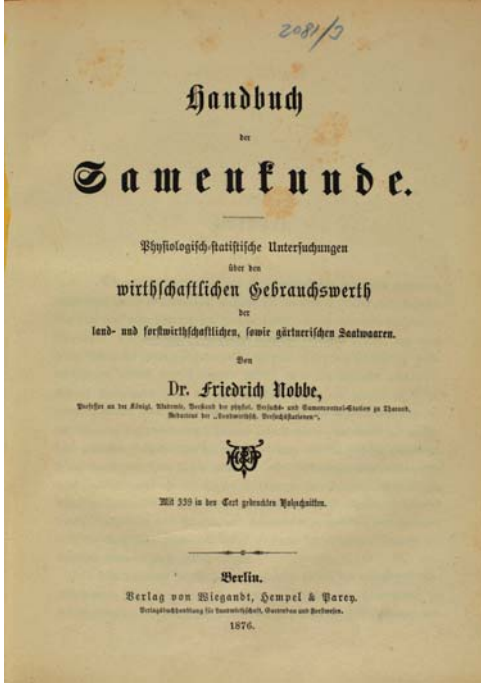 2081/J
Handbuch
der
Samenkunde.
Physiologisch-statistische Untersuchungen
über den
wirthschaftlichen Gebrauchswerth
der
land- und forstwirthschaftlichen, sowie gärtnerischen Saatwaaren.
Von
Dr. Friedrich Nobbe,
Professor an der Königl. Akademie, Vorstand der physiol. Versuchs- und Samencontrol-Station zu Tharand,
Redacteur der „Landwirthsch. Versuchsstationen“.
Mit 339 in den Text gedruckten Holzschnitten.
Berlin.
Verlag von Wiegandt, Hempel & Parey.
Verlagsbuchhandlung für Landwirthschaft, Gartenbau und Forstwesen.
1876.